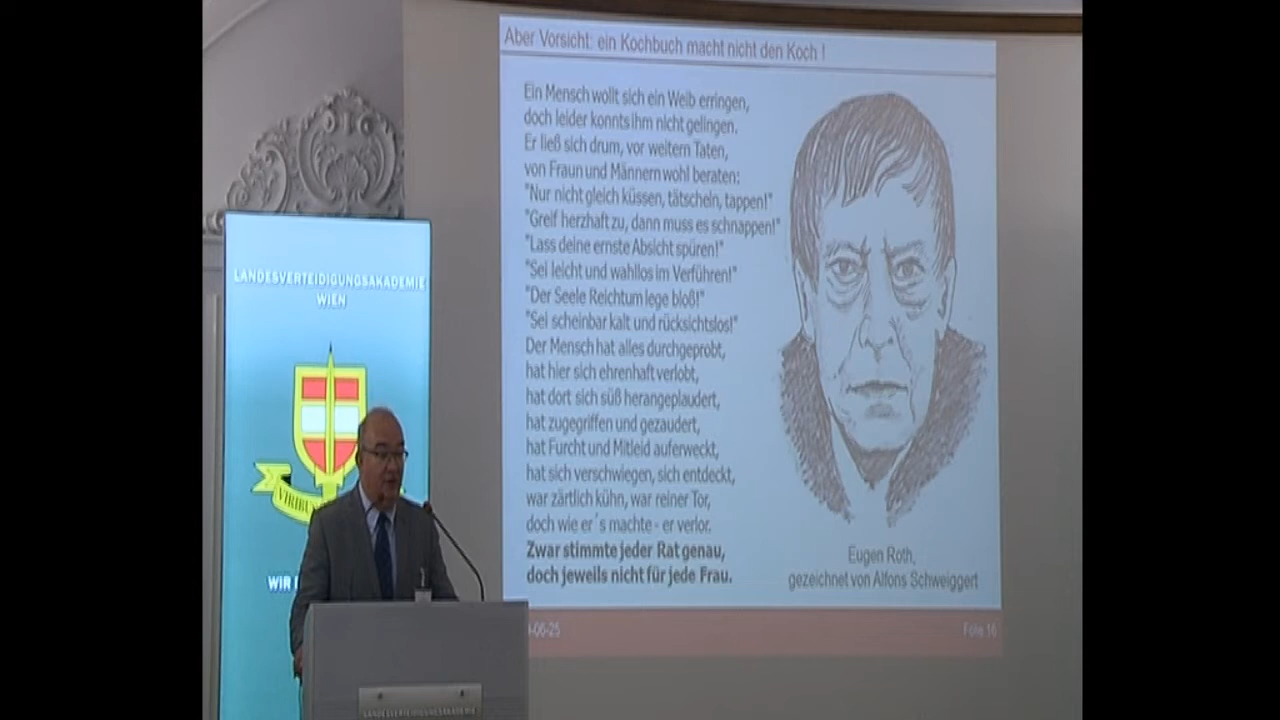 Aber Vorsicht: ein Kochbuch macht nicht den Koch !
Ein Mensch wollt sich ein Weib erringen,
doch leider konnts ihm nicht gelingen.
Er ließ sich drum, vor weitern Taten,
von Fraun und Männern wohl beraten:
"Nur nicht gleich küssen, tätscheln, tappen!"
"Greif herzhaft zu, dann muss es schnappen!"
"Lass deine ernste Absicht spüren!"
"Sei leicht und wahllos im Verführen!"
"Der Seele Reichtum lege bloß!"
"Sei scheinbar kalt und rücksichtslos!"
Der Mensch hat alles durchgeprobt,
hat hier sich ehrenhaft verlobt,
hat dort sich süß herangeplaudert,
hat zugegriffen und gezaudert,
hat Furcht und Mitleid auferweckt,
hat sich verschwiegen, sich entdeckt,
war zärtlich kühn, war reiner Tor,
doch wie er´s machte - er verlor.
Zwar stimmte jeder Rat genau,
doch jeweils nicht für jede Frau.
Eugen Roth,
gezeichnet von Alfons Schweiggert
-06-25
Folie 16
LANDESVERTEIDIGUNGSAKADEMIE
WIEN
WIR
LANDESVERTEIDIGUNGSAKADEMIE